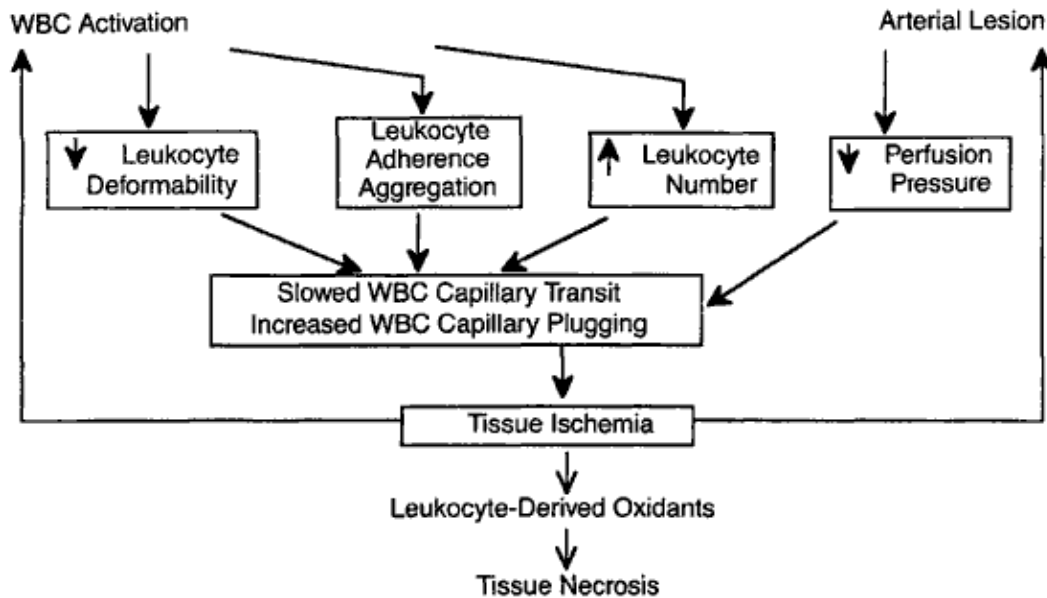 WBC Activation
Arterial Lesion
Leukocyte
Deformability
Leukocyte
Adherence
Aggregation
Leukocyte
Number
Perfusion
Pressure
Slowed WBC Capillary Transit
Increased WBC Capillary Plugging
Tissue Ischemia
Leukocyte-Derived Oxidants
Tissue Necrosis